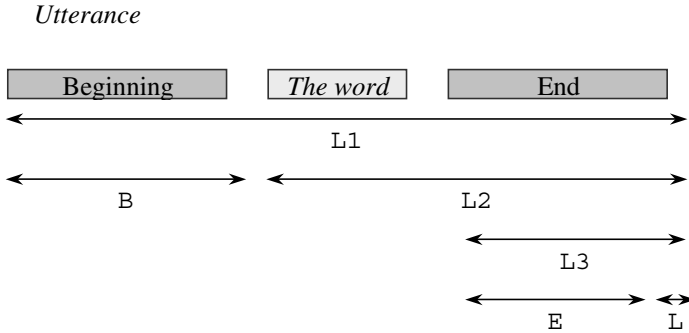 Utterance
Beginning The word End
L1
B L2
L3
E L